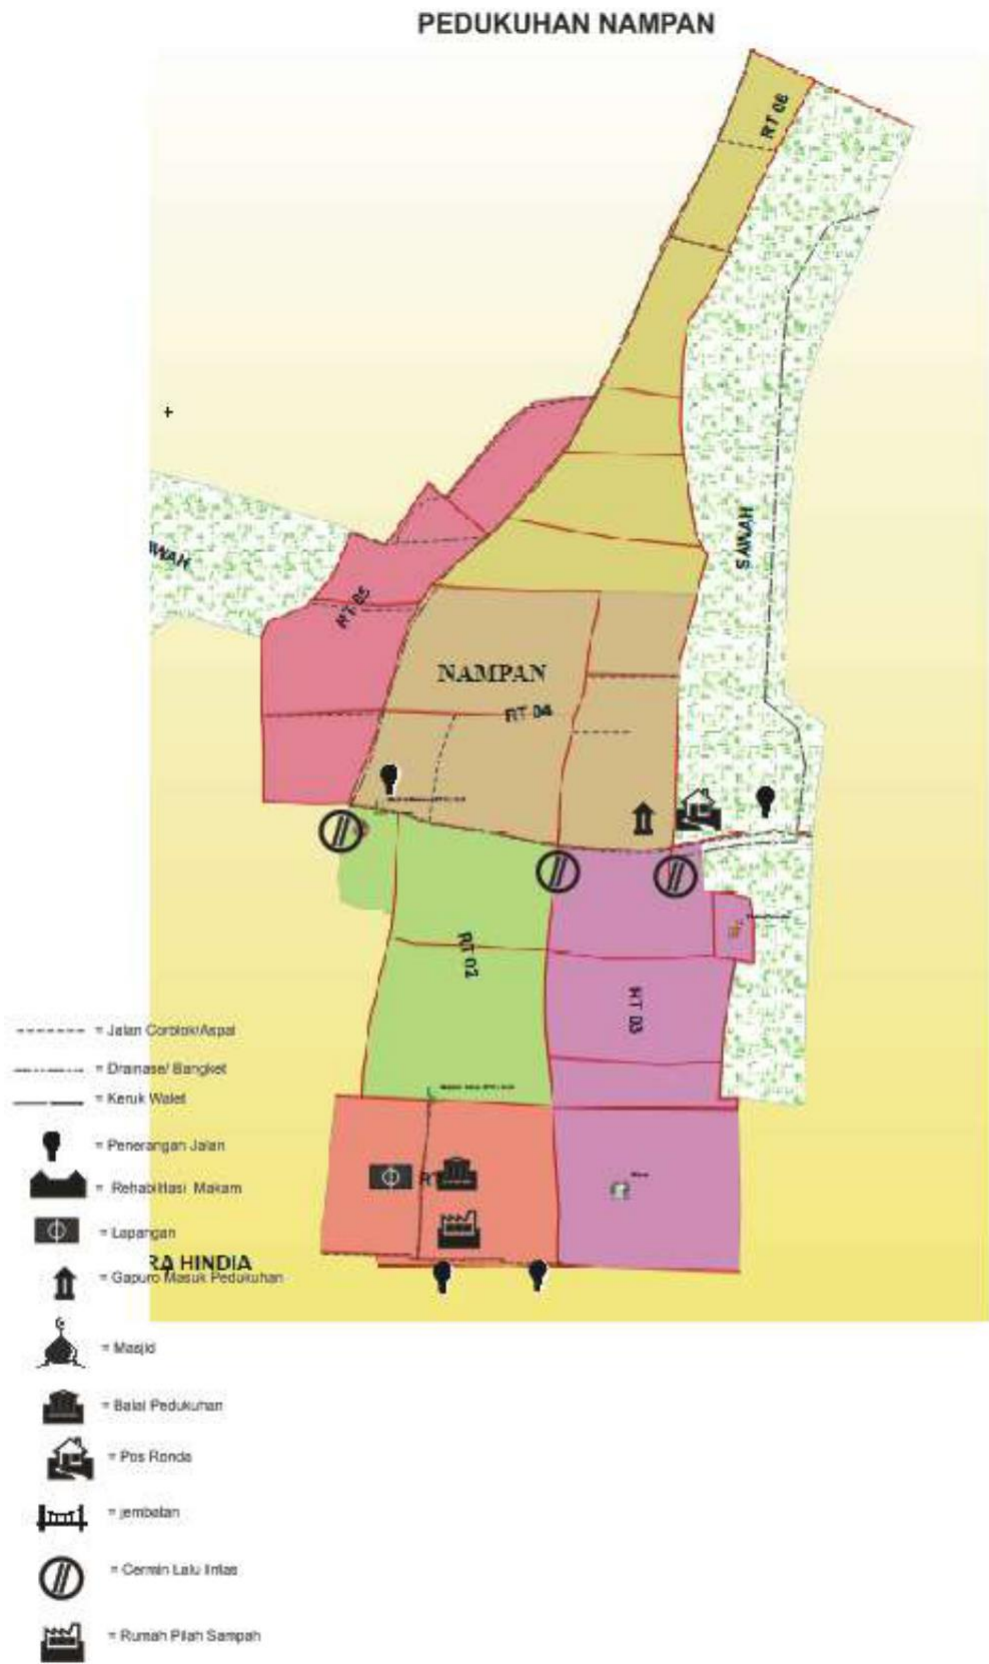 PEDUKUHAN NAMPAN
RT 06
SAWAH
WAH
RT 05
NAMPAN
RT 04
RT 02
RT 03
RT
RA HINDIA
= Jalan Corblok/Aspal
= Drainase/ Bangket
= Keruk Walet
= Penerangan Jalan
= Rehabilitasi Makam
= Lapangan
= Gapuro Masuk Pedukuhan
= Masjid
= Balai Pedukuhan
= Pos Ronda
= jembatan
= Cermin Lalu lintas
= Rumah Pilah Sampah